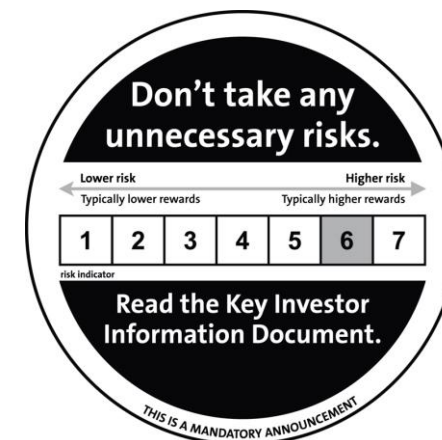 Don't take any
unnecessary risks.
Lower risk Higher risk
Typically lower rewards Typically higher rewards
1 2 3 4 5 6 7
risk indicator
Read the Key Investor
Information Document.
THIS IS A MANDATORY ANNOUNCEMENT